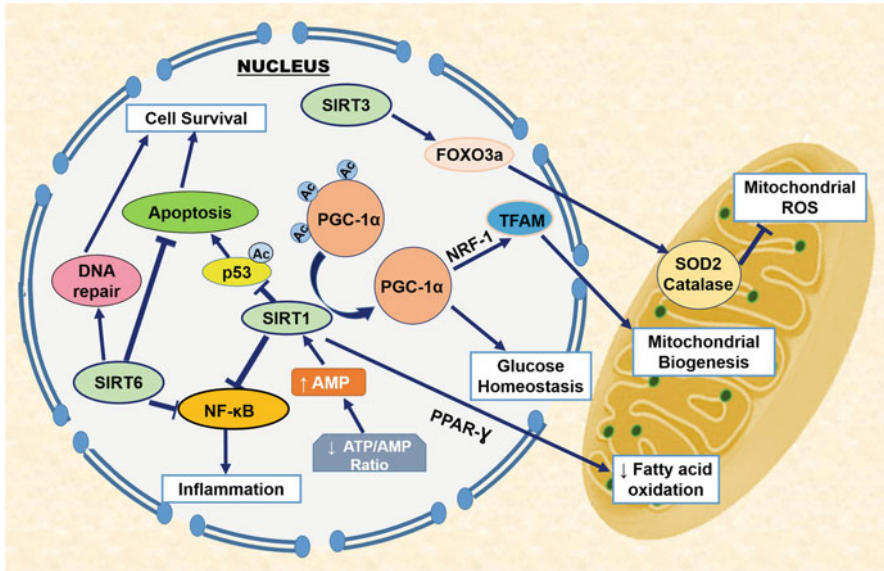 NUCLEUS
Cell Survival
SIRT3
FOXO3a
Mitochondrial
ROS
Ac
Ac
Ac
PGC-1α
Apoptosis
TFAM
NRF-1
Ac
p53
DNA
repair
PGC-1α
SOD2
Catalase
SIRT1
Mitochondrial
Biogenesis
Glucose
Homeostasis
SIRT6
↑ AMP
NF-κB
PPAR-ɣ
↓ ATP/AMP
Ratio
↓ Fatty acid
oxidation
Inflammation